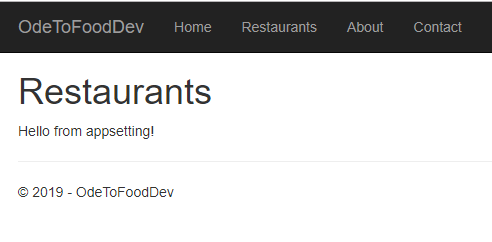 OdeToFoodDev Home Restaurants About Contact
Restaurants
Hello from appsetting!
© 2019 - OdeToFoodDev